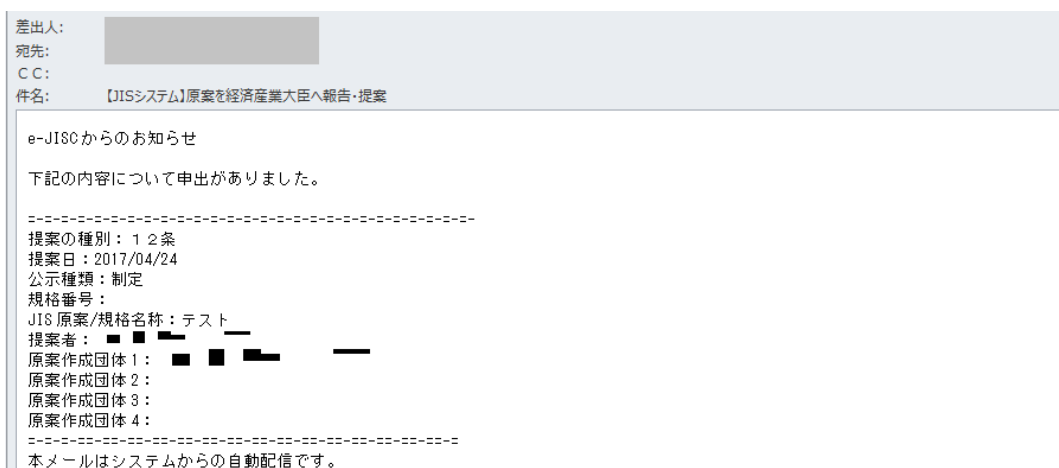 差出人:
宛先:
CC:
件名: 【JISシステム】原案を経済産業大臣へ報告・提案
e-JISCからのお知らせ
下記の内容について申出がありました。
=-=-=-=-=-=-=-=-=-=-=-=-=-=-=-=-=-=-=-=-=-=-=-=-=-=-=-
提案の種別：１２条
提案日：2017/04/24
公示種類：制定
規格番号：
JIS原案/規格名称：テスト
提案者：
原案作成団体1：
原案作成団体2：
原案作成団体3：
原案作成団体4：
=-=-=-==-==-==-==-==-==-==-==-==-==-==-==-==-==-==-=
本メールはシステムからの自動配信です。